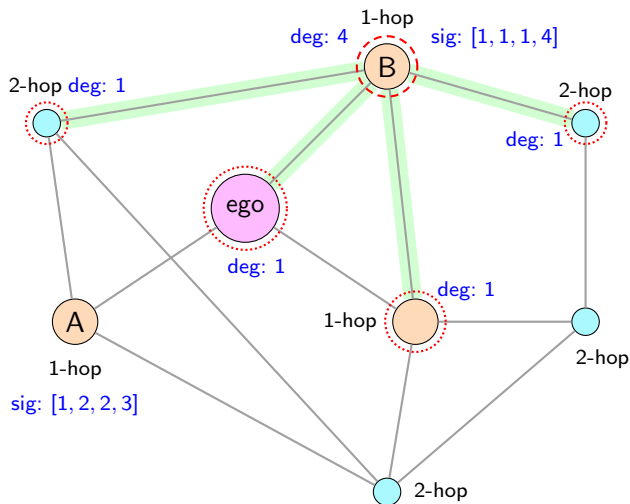 1-hop
deg: 4
sig: [1, 1, 1, 4]
B
2-hop
deg: 1
2-hop
deg: 1
ego
deg: 1
deg: 1
A
1-hop
1-hop
2-hop
sig: [1, 2, 2, 3]
2-hop